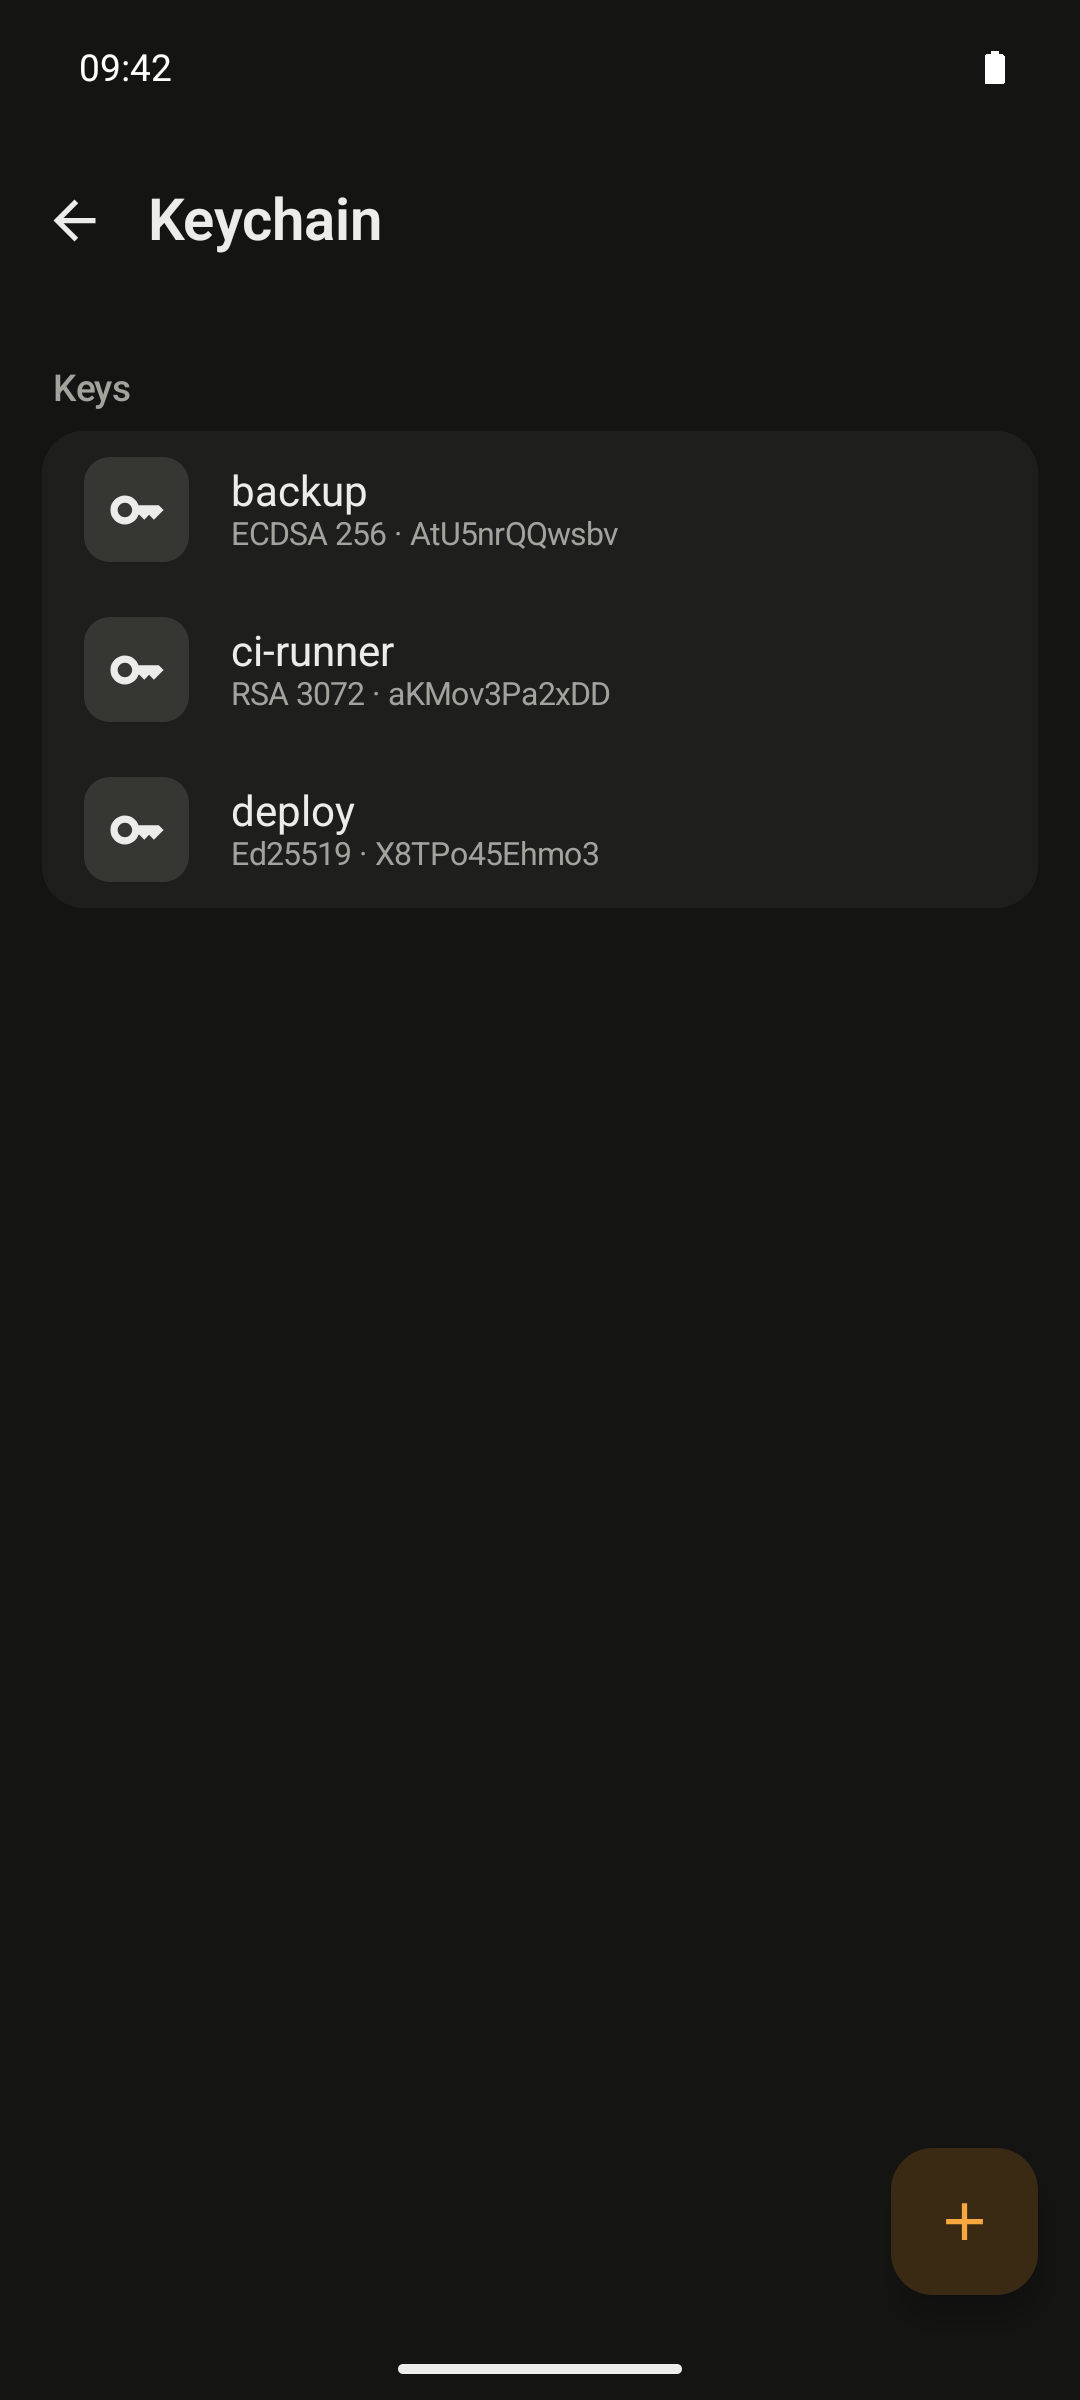 09:42
Keychain
Keys
backup
ECDSA 256 · AtU5nrQQwsbv
ci-runner
RSA 3072 · aKMov3Pa2xDD
deploy
Ed25519 · X8TPo45Ehmo3